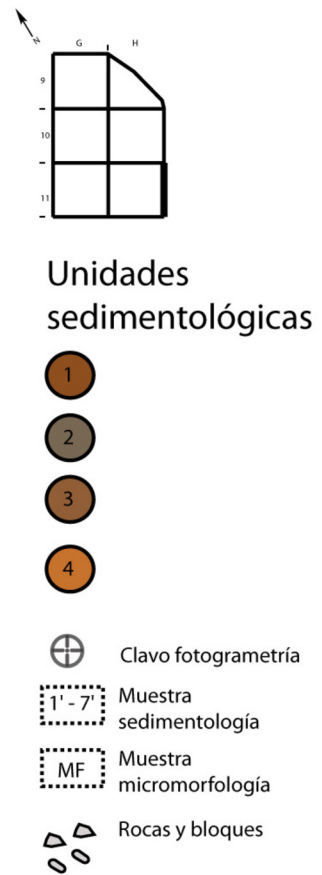 N
G H
9
10
11
Unidades
sedimentológicas
1
2
3
4
Clavo fotogrametría
1' - 7' Muestra
sedimentología
MF Muestra
micromorfología
Rocas y bloques